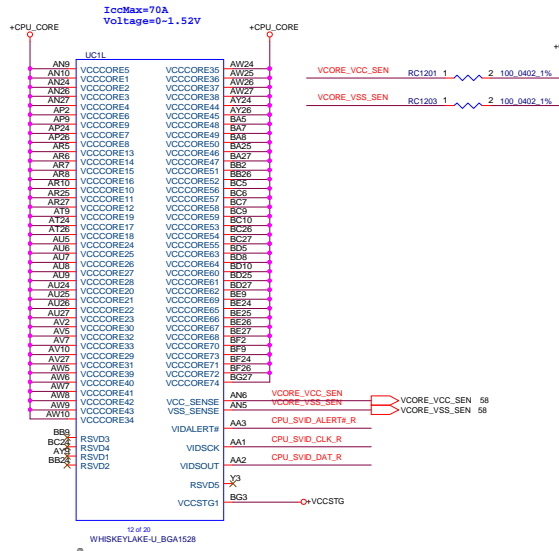 IccMax=70A
Voltage=0~1.52V
+CPU_CORE
+CPU_CORE
UC1L
AN9 VCCCORE5 VCCCORE35 AW24
AN10 VCCCORE1 VCCCORE36 AW25
AN24 VCCCORE2 VCCCORE37 AW26
AN26 VCCCORE3 VCCCORE38 AW27
AN27 VCCCORE4 VCCCORE44 AY24
AP2 VCCCORE6 VCCCORE45 AY26
AP9 VCCCORE9 VCCCORE48 BA5
AP24 VCCCORE7 VCCCORE49 BA7
AP26 VCCCORE8 VCCCORE50 BA8
AR5 VCCCORE13 VCCCORE46 BA25
AR6 VCCCORE14 VCCCORE47 BA27
AR7 VCCCORE15 VCCCORE51 BB2
AR8 VCCCORE16 VCCCORE52 BB26
AR10 VCCCORE10 VCCCORE56 BC5
AR25 VCCCORE11 VCCCORE57 BC6
AR27 VCCCORE12 VCCCORE58 BC7
AT9 VCCCORE19 VCCCORE59 BC9
AT24 VCCCORE17 VCCCORE53 BC10
AT26 VCCCORE18 VCCCORE54 BC26
AU5 VCCCORE24 VCCCORE55 BC27
AU6 VCCCORE25 VCCCORE63 BD5
AU7 VCCCORE26 VCCCORE64 BD8
AU8 VCCCORE27 VCCCORE60 BD10
AU9 VCCCORE28 VCCCORE61 BD25
AU24 VCCCORE20 VCCCORE62 BD27
AU25 VCCCORE21 VCCCORE69 BE9
AU26 VCCCORE22 VCCCORE65 BE24
AU27 VCCCORE23 VCCCORE66 BE25
AV2 VCCCORE30 VCCCORE67 BE26
AV5 VCCCORE32 VCCCORE68 BE27
AV7 VCCCORE33 VCCCORE70 BF2
AV10 VCCCORE29 VCCCORE73 BF9
AV27 VCCCORE31 VCCCORE71 BF24
AW5 VCCCORE39 VCCCORE72 BF26
AW6 VCCCORE40 VCCCORE74 BG27
AW7 VCCCORE41
AW8 VCCCORE42 VCC_SENSE AN6 VCORE_VCC_SEN VCORE_VCC_SEN 58
AW9 VCCCORE43 VSS_SENSE AN5 VCORE_VSS_SEN VCORE_VSS_SEN 58
AW10 VCCCORE34
VIDALERT# AA3 CPU_SVID_ALERT#_R
BB9 RSVD3
BC24 RSVD4 VIDSCK AA1 CPU_SVID_CLK_R
AY9 RSVD1
BB24 RSVD2 VIDSOUT AA2 CPU_SVID_DAT_R
RSVD5 Y3
VCCSTG1 BG3 +VCCSTG
12 of 20
WHISKEYLAKE-U_BGA1528
VCORE_VCC_SEN RC1201 1 2 100_0402_1%
VCORE_VSS_SEN RC1203 1 2 100_0402_1%